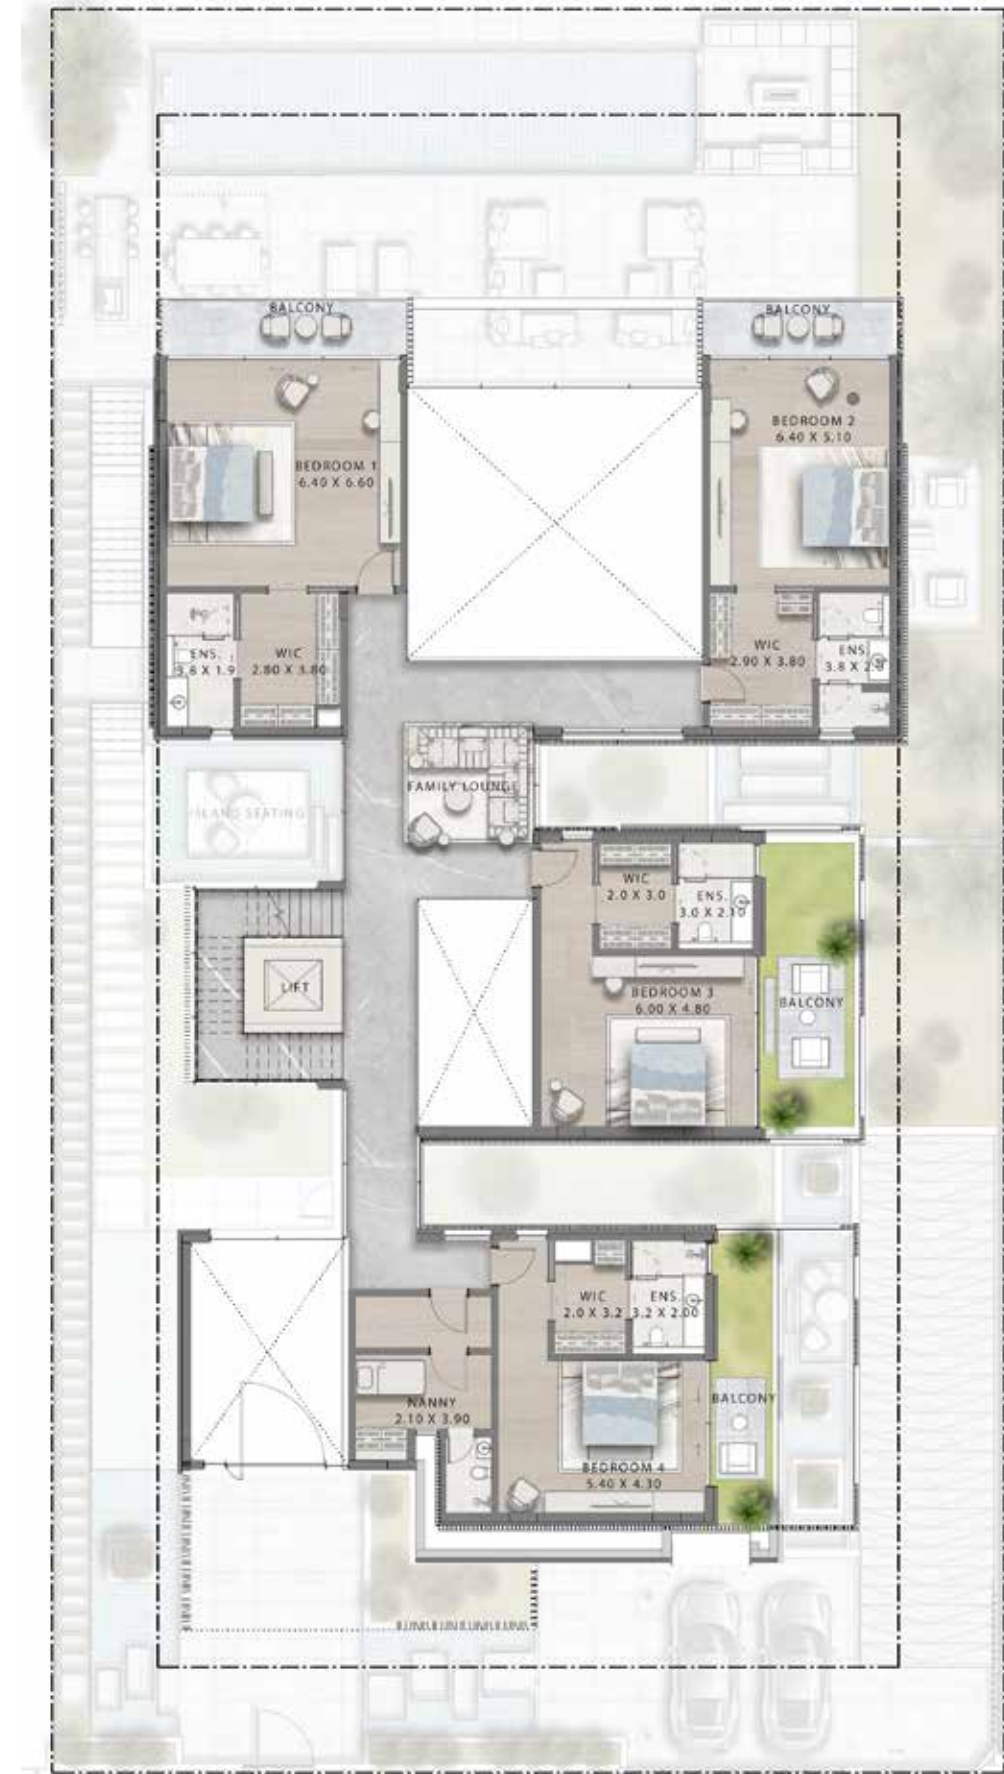 BALCONY
BALCONY
BEDROOM 1
6.40 X 6.60
BEDROOM 2
6.40 X 5.10
ENS.
3.8 X 1.9
WIC
2.80 X 3.80
WIC
2.90 X 3.80
ENS.
3.8 X
FAMILY LOUNGE
ISLAND SEATING
WIC
2.0 X 3.0
ENS.
3.0 X 2.10
LIFT
BEDROOM 3
6.00 X 4.80
BALCONY
WIC
2.0 X 3.2
ENS.
3.2 X 2.00
NANNY
2.10 X 3.90
BALCONY
BEDROOM 4
5.40 X 4.30